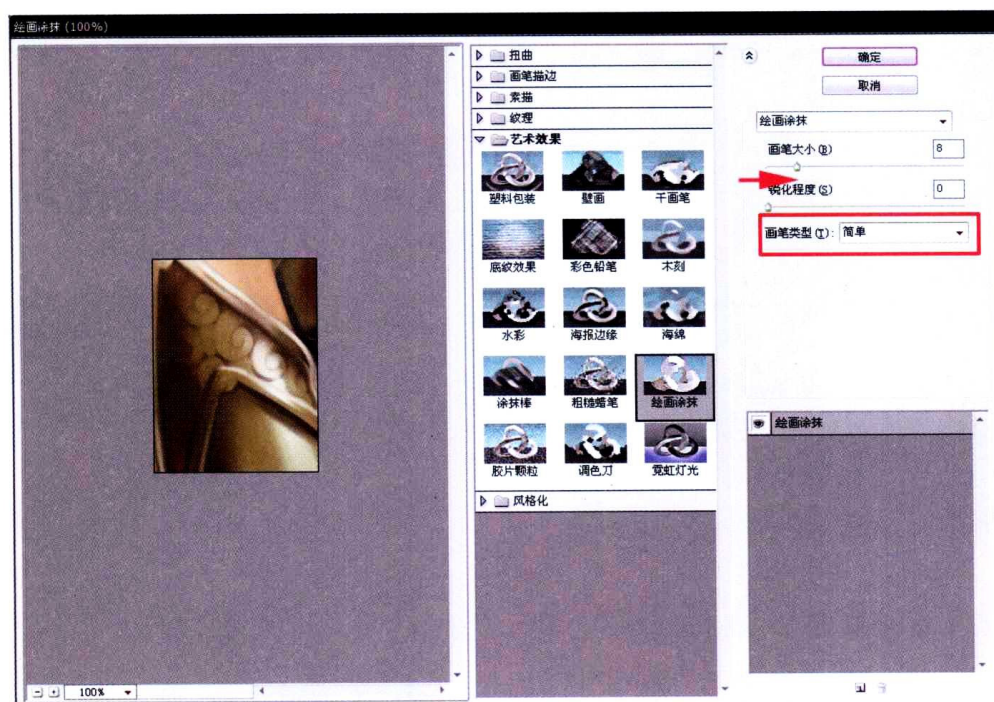 绘画涂抹 (100%)
扭曲
画笔描边
素描
纹理
艺术效果
塑料包装
壁画
干画笔
底纹效果
彩色铅笔
木刻
水彩
海报边缘
海绵
涂抹棒
粗糙蜡笔
绘画涂抹
胶片颗粒
调色刀
霓虹灯光
风格化
确定
取消
绘画涂抹
画笔大小(B)
8
锐化程度(S)
0
画笔类型(T):
简单
绘画涂抹
100%